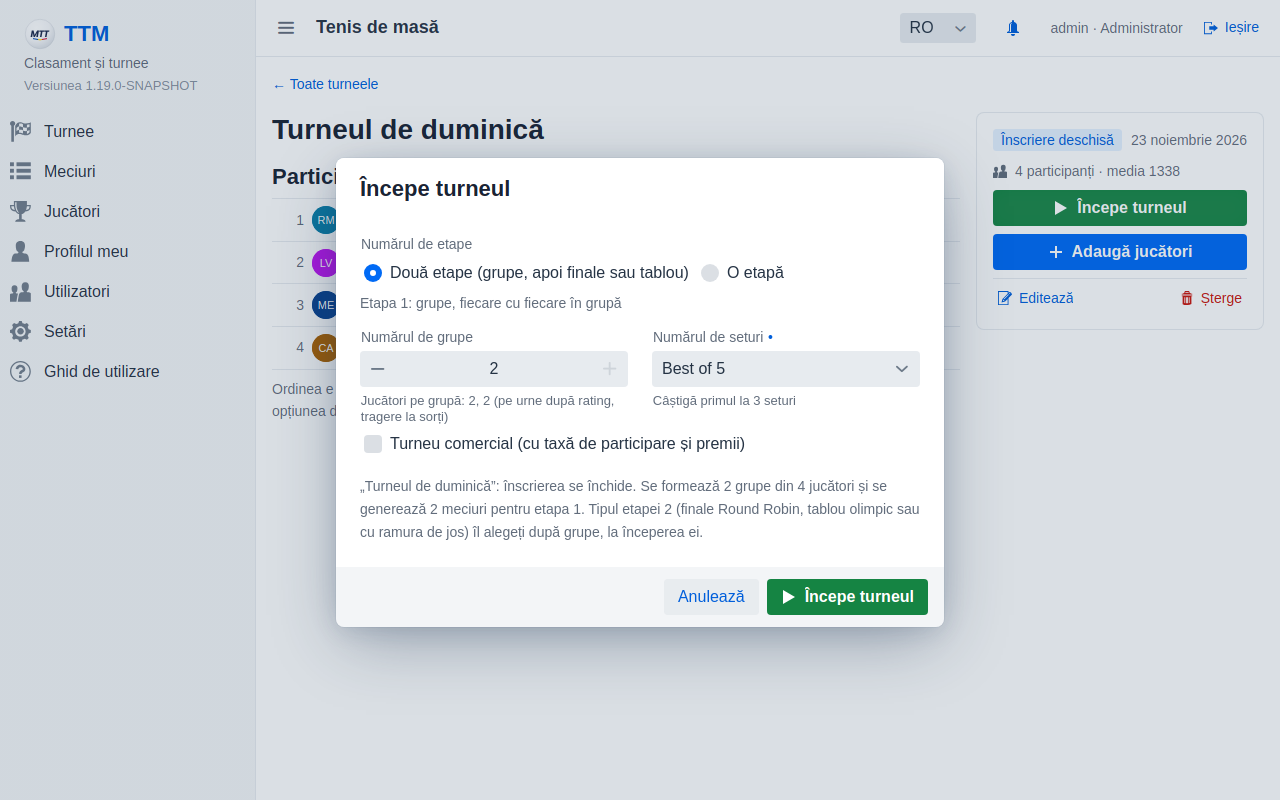 MTT TTM
Clasament și turnee
Versiunea 1.19.0-SNAPSHOT
Turnee
Meciuri
Jucători
Profilul meu
Utilizatori
Setări
Ghid de utilizare
Tenis de masă
RO
admin · Administrator
Ieșire
← Toate turneele
Turneul de duminică
Partici
1 RM
2 LV
3 ME
4 CA
Ordinea e
opțiunea d
Înscriere deschisă 23 noiembrie 2026
4 participanți · media 1338
Începe turneul
Adaugă jucători
Editează Șterge
Începe turneul
Numărul de etape
Două etape (grupe, apoi finale sau tablou) O etapă
Etapa 1: grupe, fiecare cu fiecare în grupă
Numărul de grupe Numărul de seturi •
2 Best of 5
Jucători pe grupă: 2, 2 (pe urne după rating,
tragere la sorți)
Câștigă primul la 3 seturi
Turneu comercial (cu taxă de participare și premii)
„Turneul de duminică”: înscrierea se închide. Se formează 2 grupe din 4 jucători și se
generează 2 meciuri pentru etapa 1. Tipul etapei 2 (finale Round Robin, tablou olimpic sau
cu ramura de jos) îl alegeți după grupe, la începerea ei.
Anulează Începe turneul